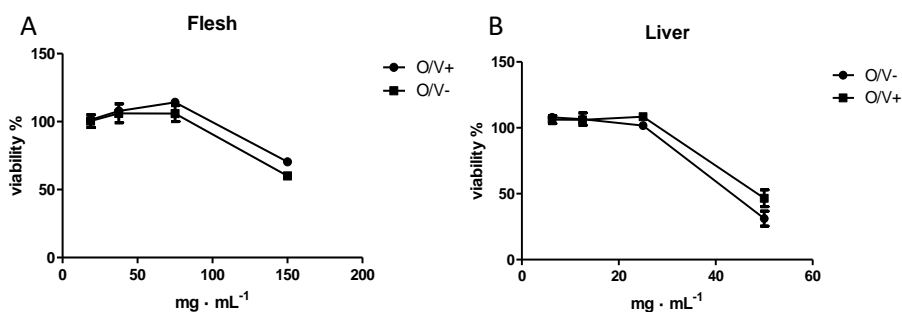 A
Flesh
150
100
50
0
viability %
0
50
100
150
200
mg · mL-1
O/V+
O/V-
B
Liver
150
100
50
0
viability %
0
20
40
60
mg · mL-1
O/V-
O/V+